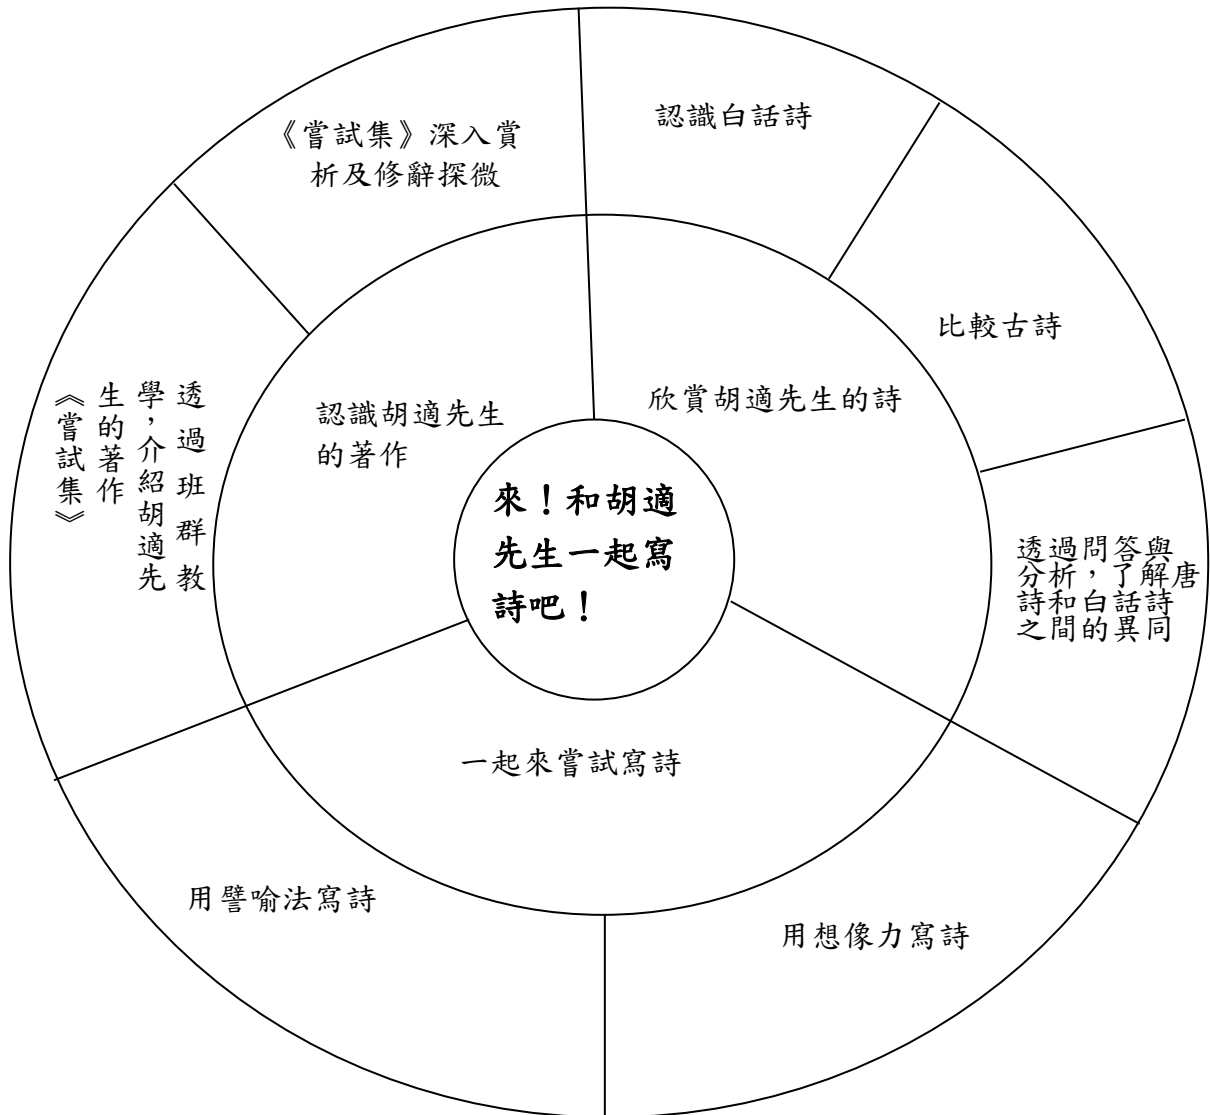 來！和胡適
先生一起寫
詩吧！
認識胡適先生
的著作
欣賞胡適先生的詩
一起來嘗試寫詩
《嘗試集》深入賞
析及修辭探微
認識白話詩
比較古詩
透過問答與
分析，了解唐
詩和白話詩
之間的異同
用想像力寫詩
用譬喻法寫詩
透過班群教
學，介紹胡適先
生的著作
《嘗試集》